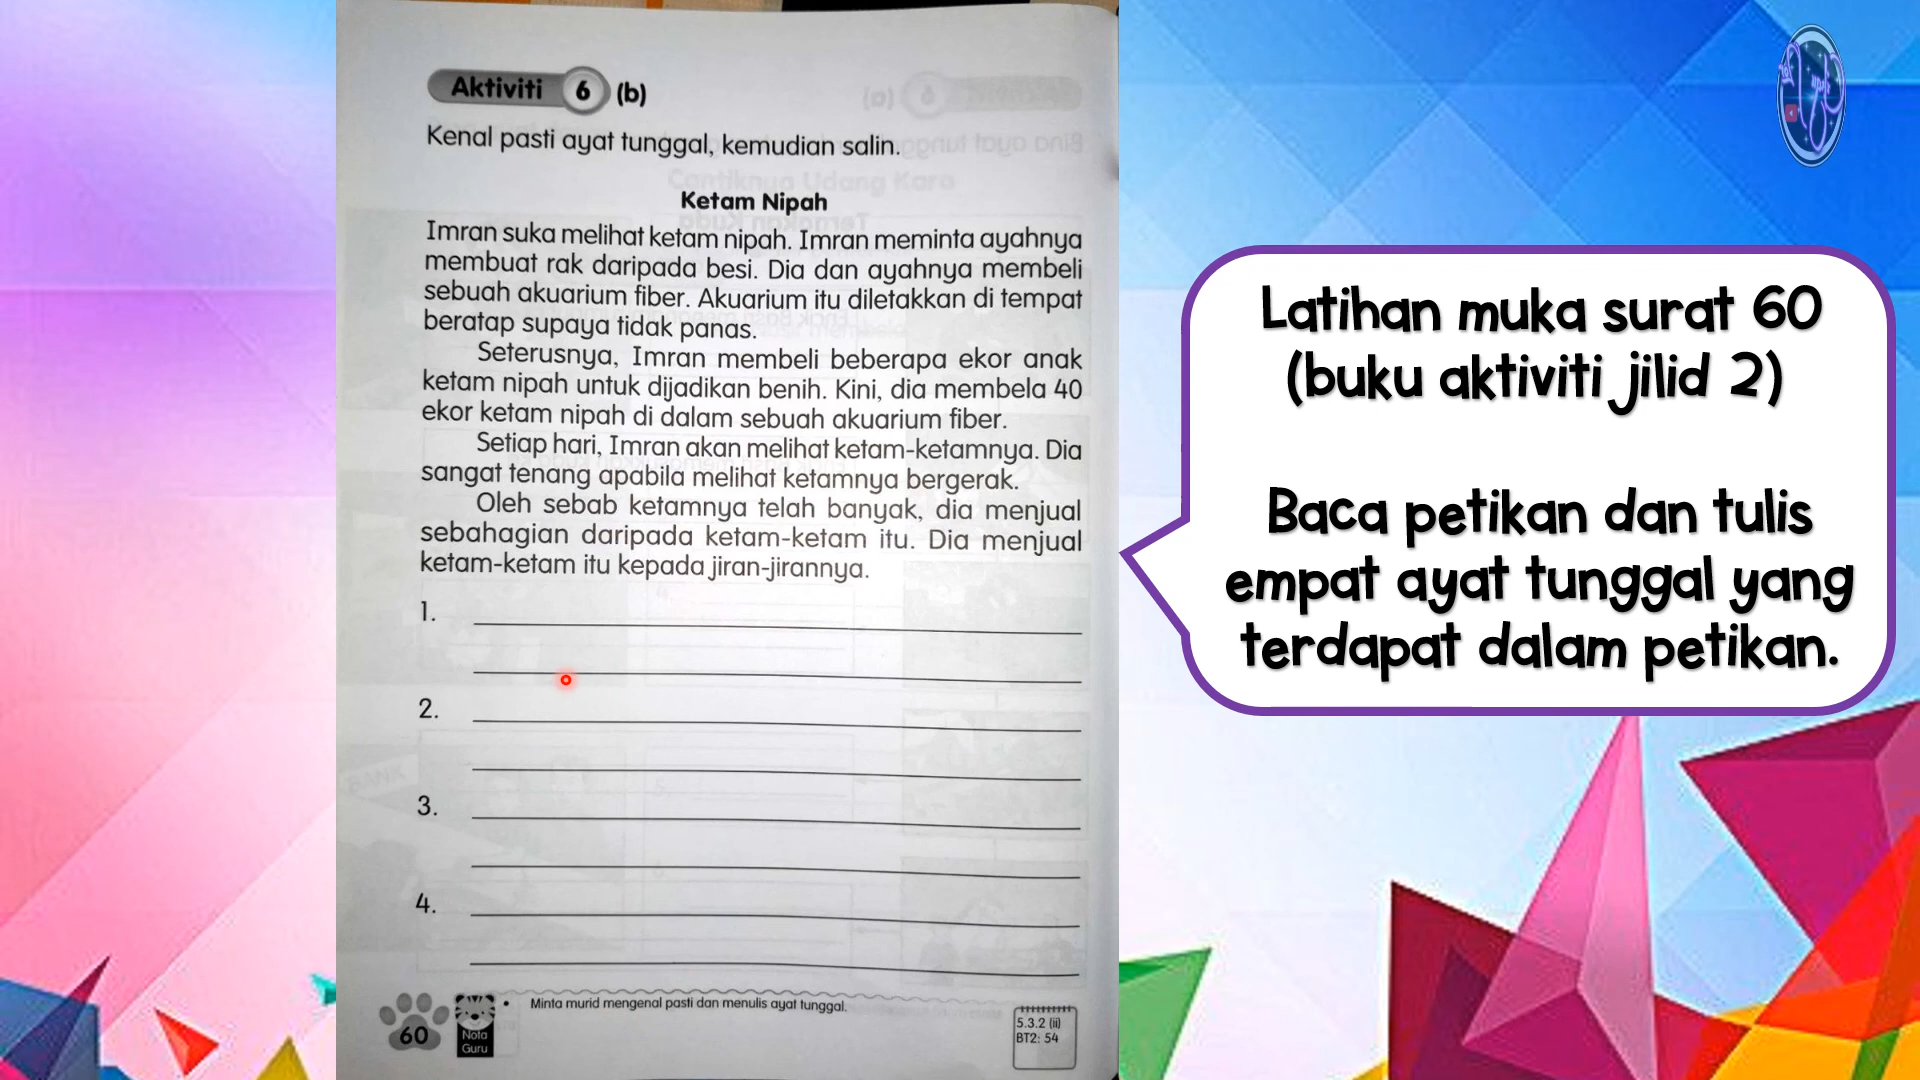 Aktiviti 6 (b)
Kenal pasti ayat tunggal, kemudian salin.
Ketam Nipah
Imran suka melihat ketam nipah. Imran meminta ayahnya
membuat rak daripada besi. Dia dan ayahnya membeli
sebuah akuarium fiber. Akuarium itu diletakkan di tempat
beratap supaya tidak panas.
Seterusnya, Imran membeli beberapa ekor anak
ketam nipah untuk dijadikan benih. Kini, dia membela 40
ekor ketam nipah di dalam sebuah akuarium fiber.
Setiap hari, Imran akan melihat ketam-ketamnya. Dia
sangat tenang apabila melihat ketamnya bergerak.
Oleh sebab ketamnya telah banyak, dia menjual
sebahagian daripada ketam-ketam itu. Dia menjual
ketam-ketam itu kepada jiran-jirannya.
1.
2.
3.
4.
60
Nota
Guru
• Minta murid mengenal pasti dan menulis ayat tunggal.
5.3.2 (ii)
BT2: 54
Latihan muka surat 60
(buku aktiviti jilid 2)
Baca petikan dan tulis
empat ayat tunggal yang
terdapat dalam petikan.